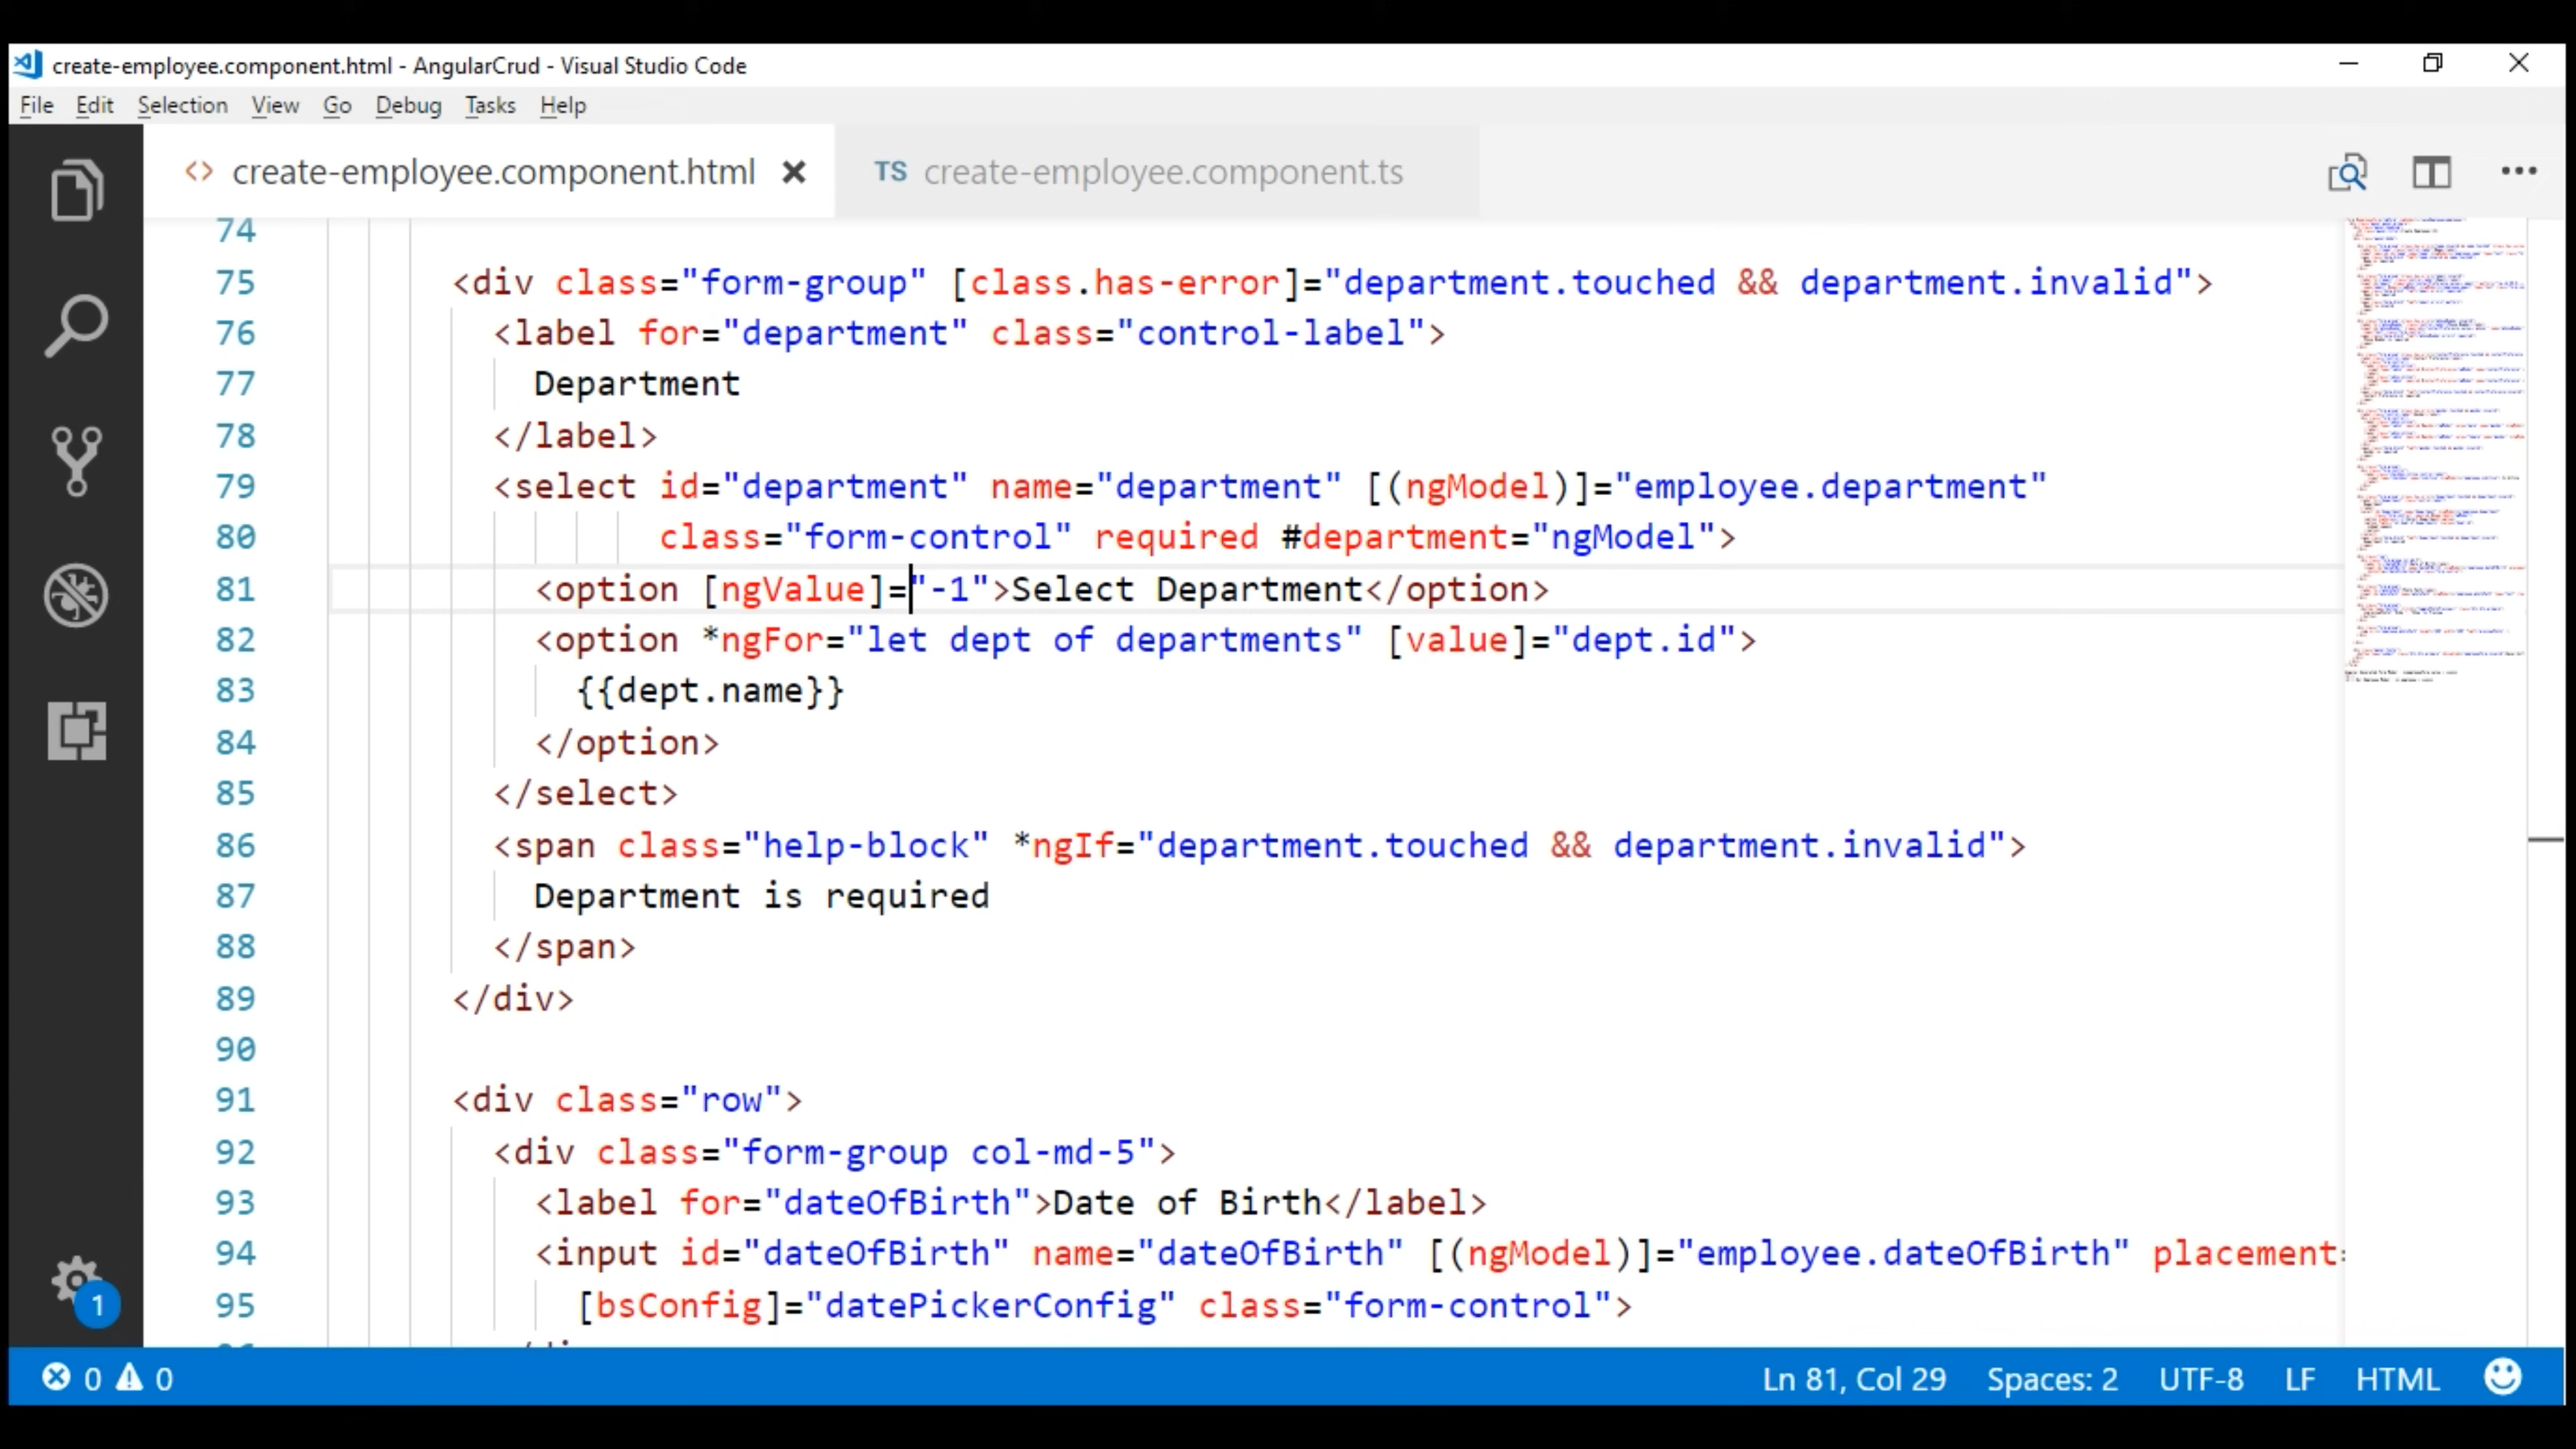 create-employee.component.html - AngularCrud - Visual Studio Code
File Edit Selection View Go Debug Tasks Help
<> create-employee.component.html TS create-employee.component.ts
74
75 <div class="form-group" [class.has-error]="department.touched && department.invalid">
76 <label for="department" class="control-label">
77 Department
78 </label>
79 <select id="department" name="department" [(ngModel)]="employee.department"
80 class="form-control" required #department="ngModel">
81 <option [ngValue]="-1">Select Department</option>
82 <option *ngFor="let dept of departments" [value]="dept.id">
83 {{dept.name}}
84 </option>
85 </select>
86 <span class="help-block" *ngIf="department.touched && department.invalid">
87 Department is required
88 </span>
89 </div>
90
91 <div class="row">
92 <div class="form-group col-md-5">
93 <label for="dateOfBirth">Date of Birth</label>
94 <input id="dateOfBirth" name="dateOfBirth" [(ngModel)]="employee.dateOfBirth" placement=
95 [bsConfig]="datePickerConfig" class="form-control">
1
0 0 Ln 81, Col 29 Spaces: 2 UTF-8 LF HTML